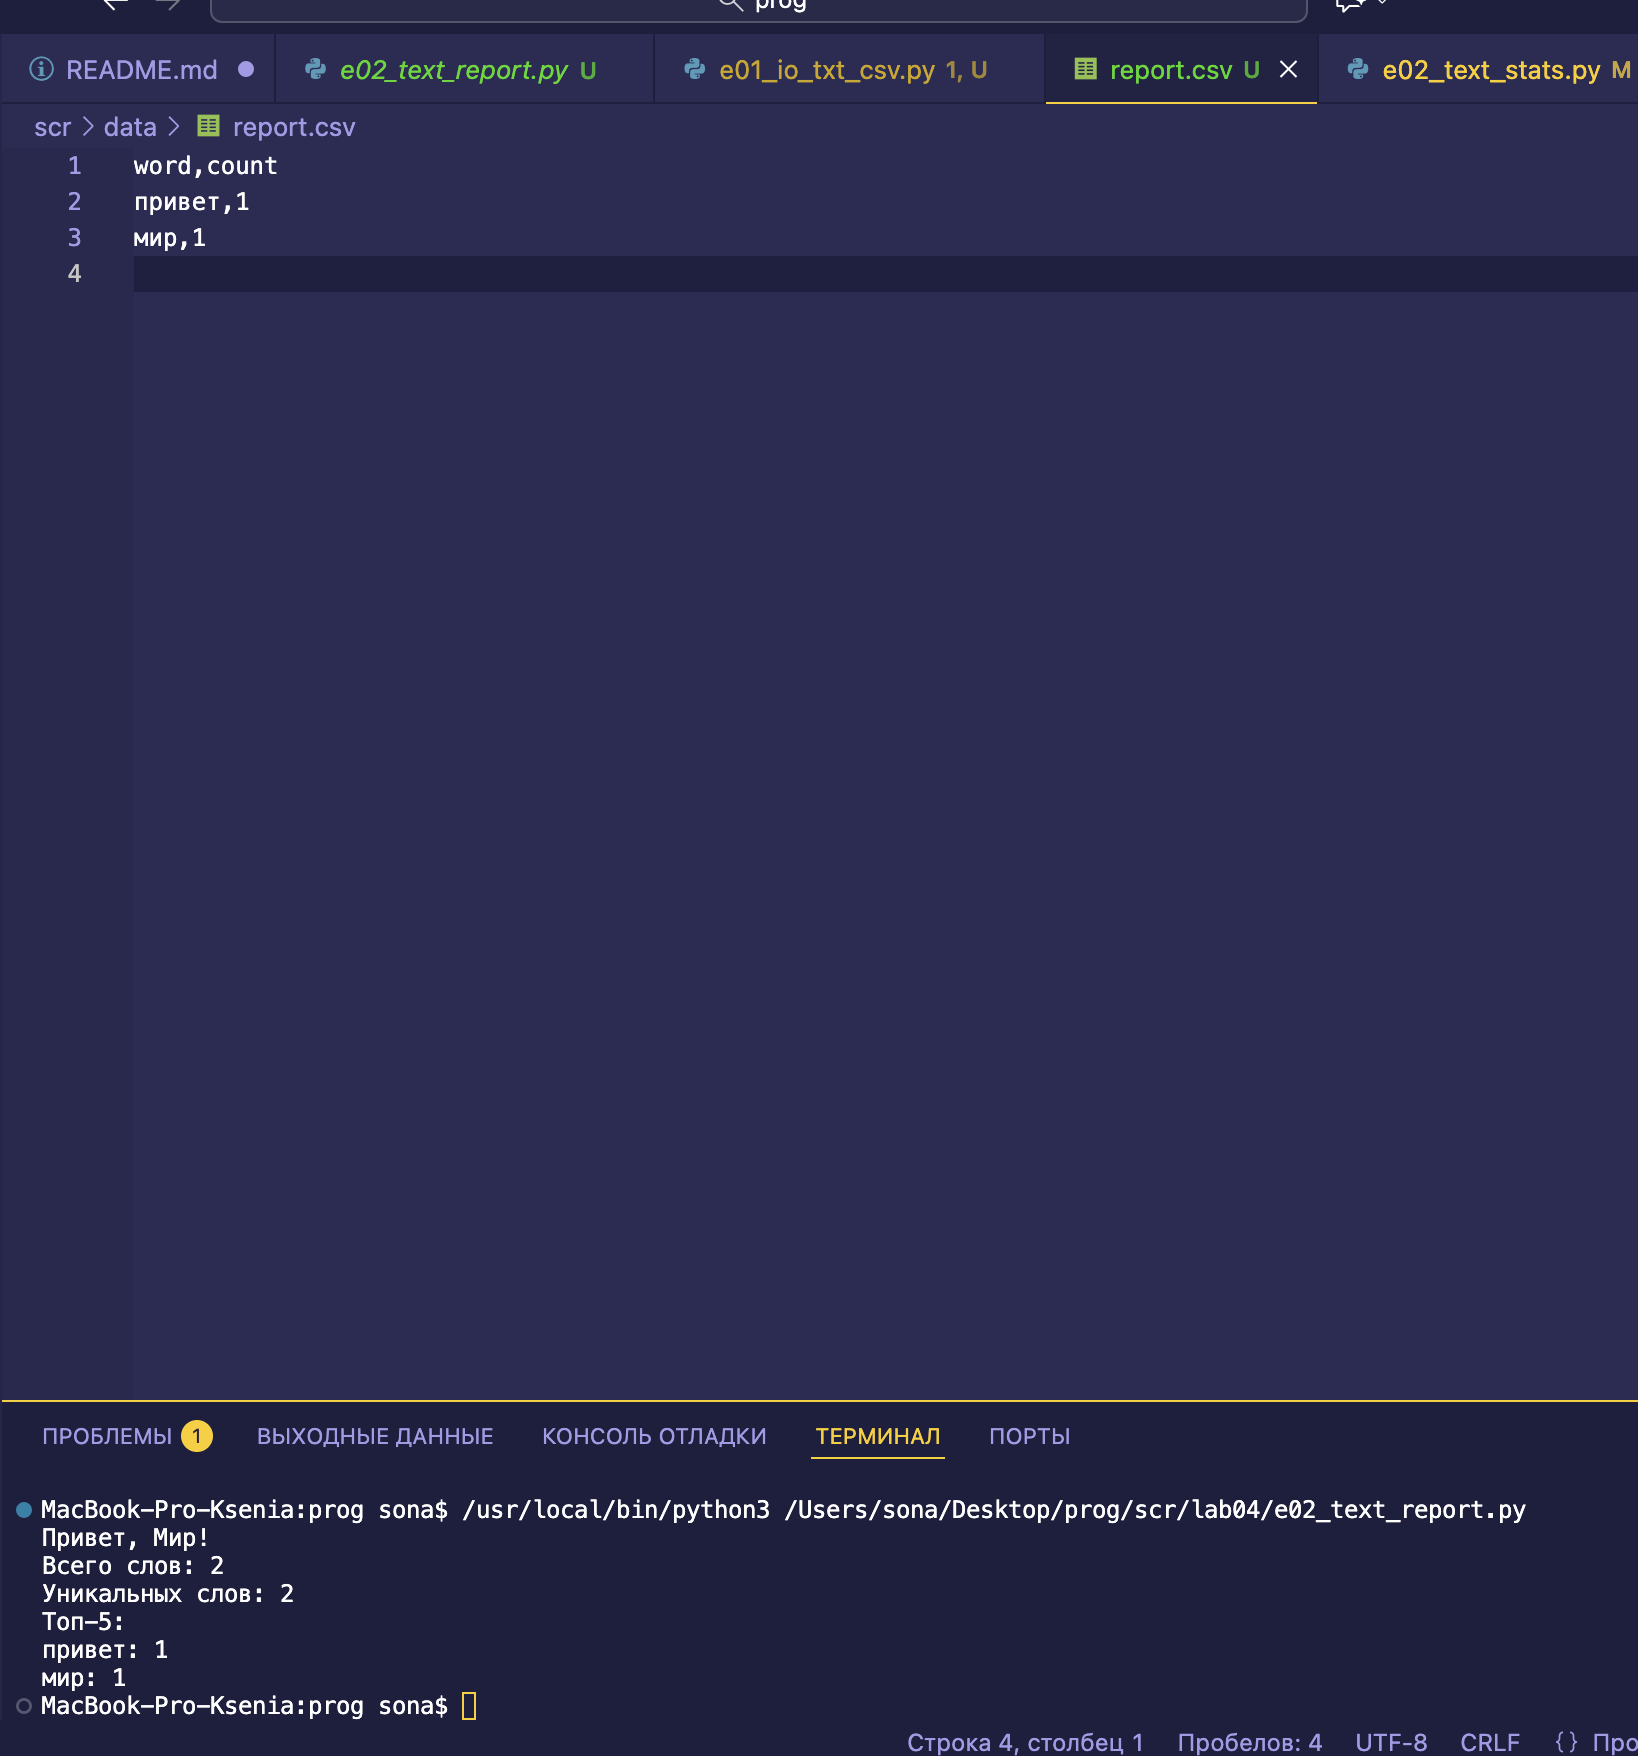 prog
README.md
e02_text_report.py U
e01_io_txt_csv.py 1, U
report.csv U
e02_text_stats.py M
scr > data > report.csv
1 word,count
2 привет,1
3 мир,1
4
ПРОБЛЕМЫ 1 ВЫХОДНЫЕ ДАННЫЕ КОНСОЛЬ ОТЛАДКИ ТЕРМИНАЛ ПОРТЫ
MacBook-Pro-Ksenia:prog sona$ /usr/local/bin/python3 /Users/sona/Desktop/prog/scr/lab04/e02_text_report.py
Привет, Мир!
Всего слов: 2
Уникальных слов: 2
Топ-5:
привет: 1
мир: 1
MacBook-Pro-Ksenia:prog sona$
Строка 4, столбец 1 Пробелов: 4 UTF-8 CRLF {} Про